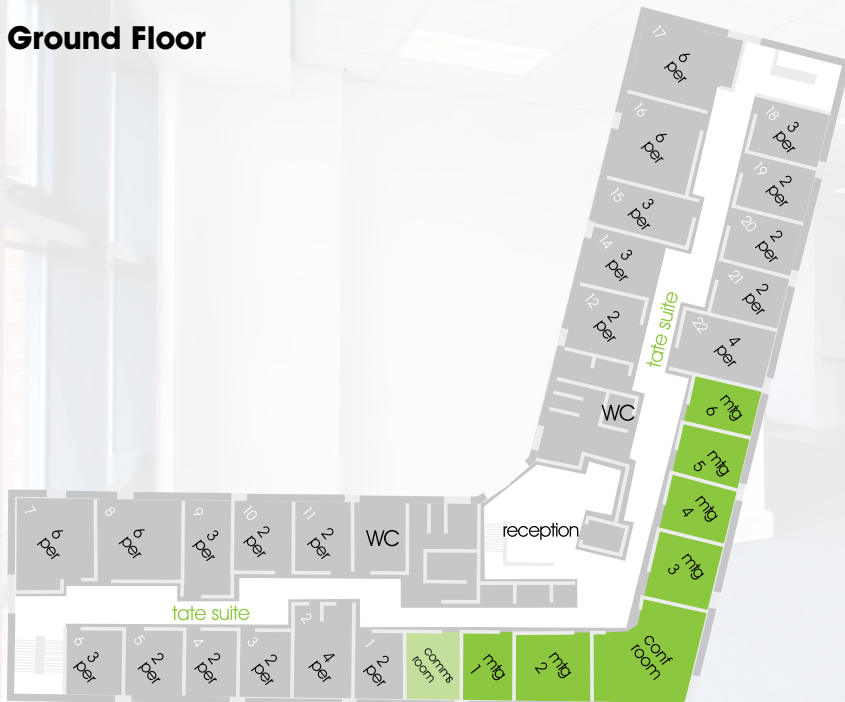 Ground Floor
17
6
per
16
6
per
15
3
per
14
3
per
12
2
per
18
3
per
19
2
per
20
2
per
21
2
per
22
4
per
tate suite
WC
mtg
6
mtg
5
mtg
4
mtg
3
reception
7
6
per
8
6
per
9
3
per
10
2
per
11
2
per
WC
tate suite
6
3
per
5
2
per
4
2
per
3
2
per
2
4
per
1
2
per
comms
room
mtg
1
mtg
2
conf
room